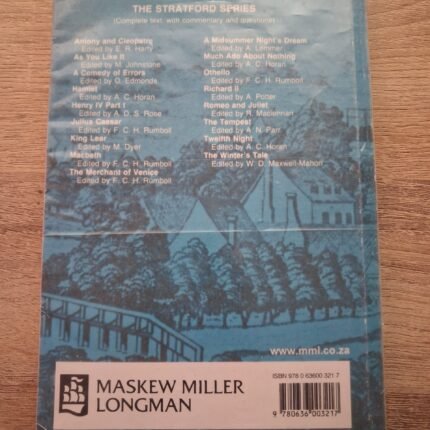 THE STRATFORD SERIES
(Complete text, with commentary and questions)
Antony and Cleopatra
Edited by E. R. Harty
As You Like It
Edited by M. Johnstone
A Comedy of Errors
Edited by O. Edmonds
Hamlet
Edited by A. C. Horan
Henry IV Part I
Edited by A. D. S. Rose
Julius Caesar
Edited by F. C. H. Rumboll
King Lear
Edited by M. Dyer
Macbeth
Edited by F. C. H. Rumboll
The Merchant of Venice
Edited by F. C. H. Rumboll
A Midsummer Night's Dream
Edited by A. Lemmer
Much Ado About Nothing
Edited by A. C. Horan
Othello
Edited by F. C. H. Rumboll
Richard II
Edited by A. Potter
Romeo and Juliet
Edited by R. Maclennan
The Tempest
Edited by A. N. Parr
Twelfth Night
Edited by A. C. Horan
The Winter's Tale
Edited by W. D. Maxwell-Mahon
www.mml.co.za
ISBN 978 0 63600 321 7
9 780636 003217
MASKEW MILLER
LONGMAN